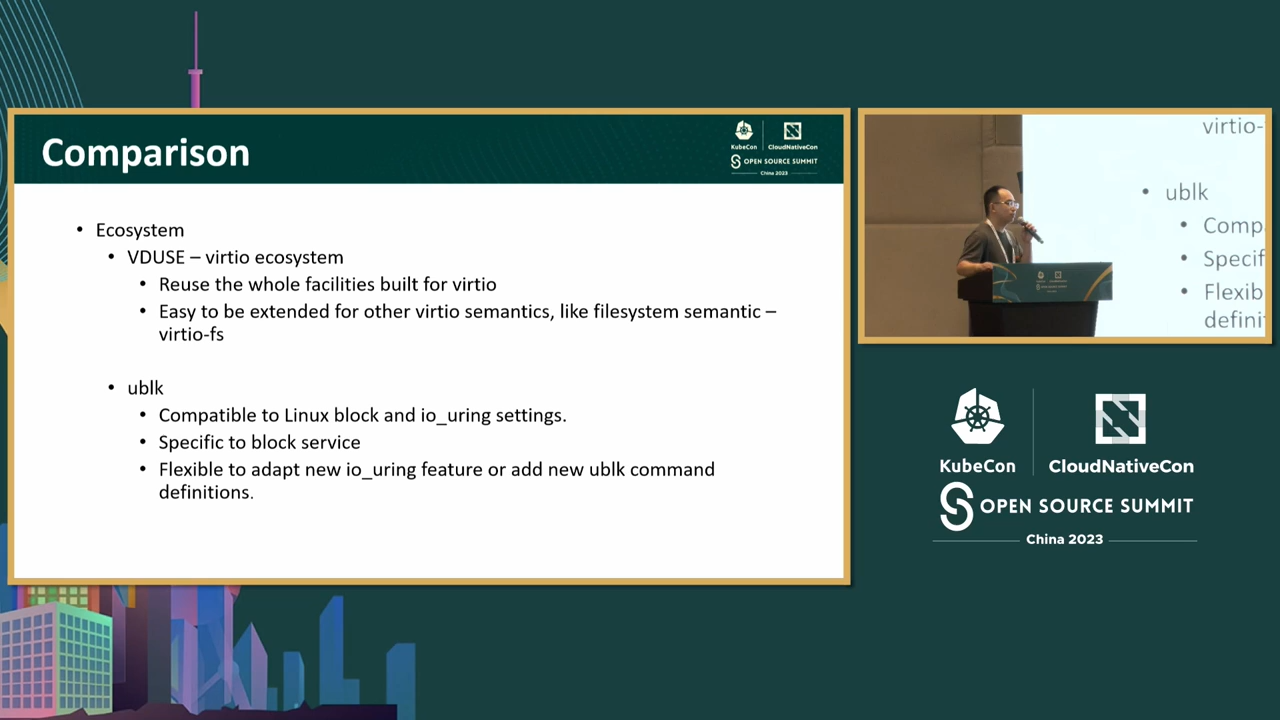 Comparison
KubeCon
CloudNativeCon
OPEN SOURCE SUMMIT
China 2023
• Ecosystem
• VDUSE – virtio ecosystem
• Reuse the whole facilities built for virtio
• Easy to be extended for other virtio semantics, like filesystem semantic –
virtio-fs
• ublk
• Compatible to Linux block and io_uring settings.
• Specific to block service
• Flexible to adapt new io_uring feature or add new ublk command
definitions.
virtio-
• ublk
• Comp
• Specif
• Flexib
defini
KubeCon
CloudNativeCon
OPEN SOURCE SUMMIT
China 2023